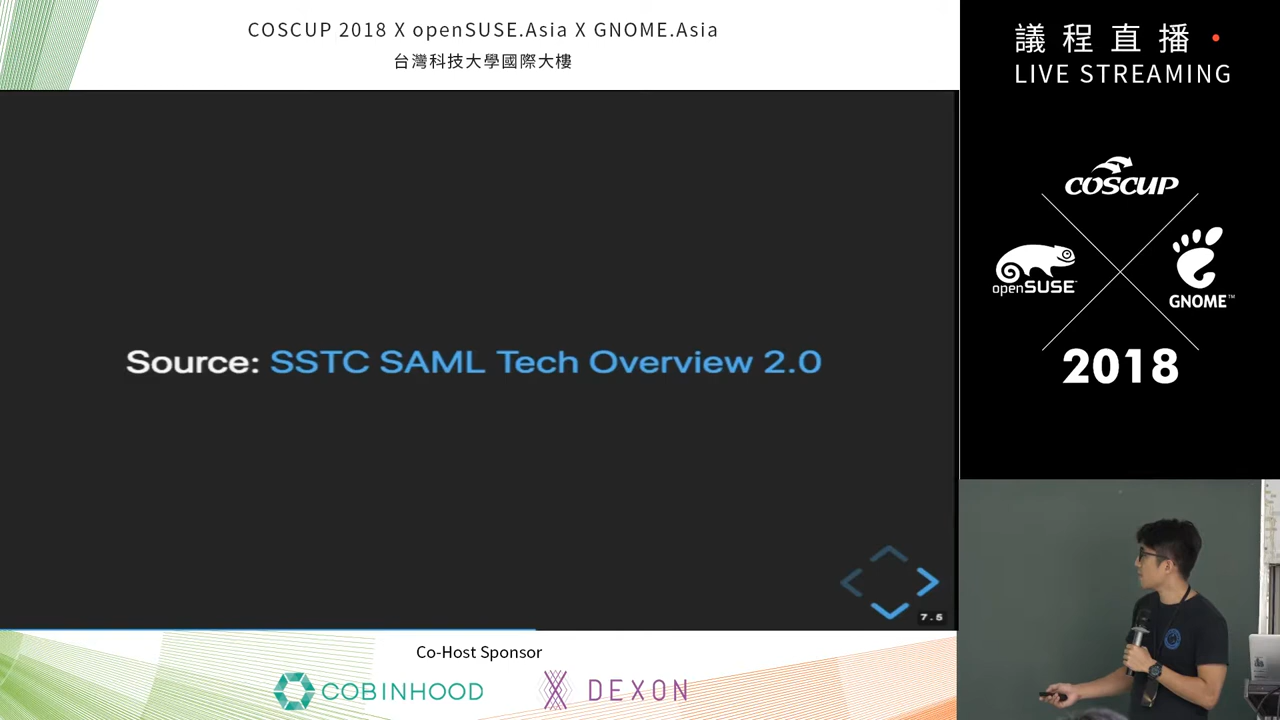 COSCUP 2018 X openSUSE.Asia X GNOME.Asia
台灣科技大學國際大樓
議程直播
LIVE STREAMING
COSCUP
openSUSE
GNOME™
2018
Source: SSTC SAML Tech Overview 2.0
7.5
Co-Host Sponsor
COBINHOOD
DEXON